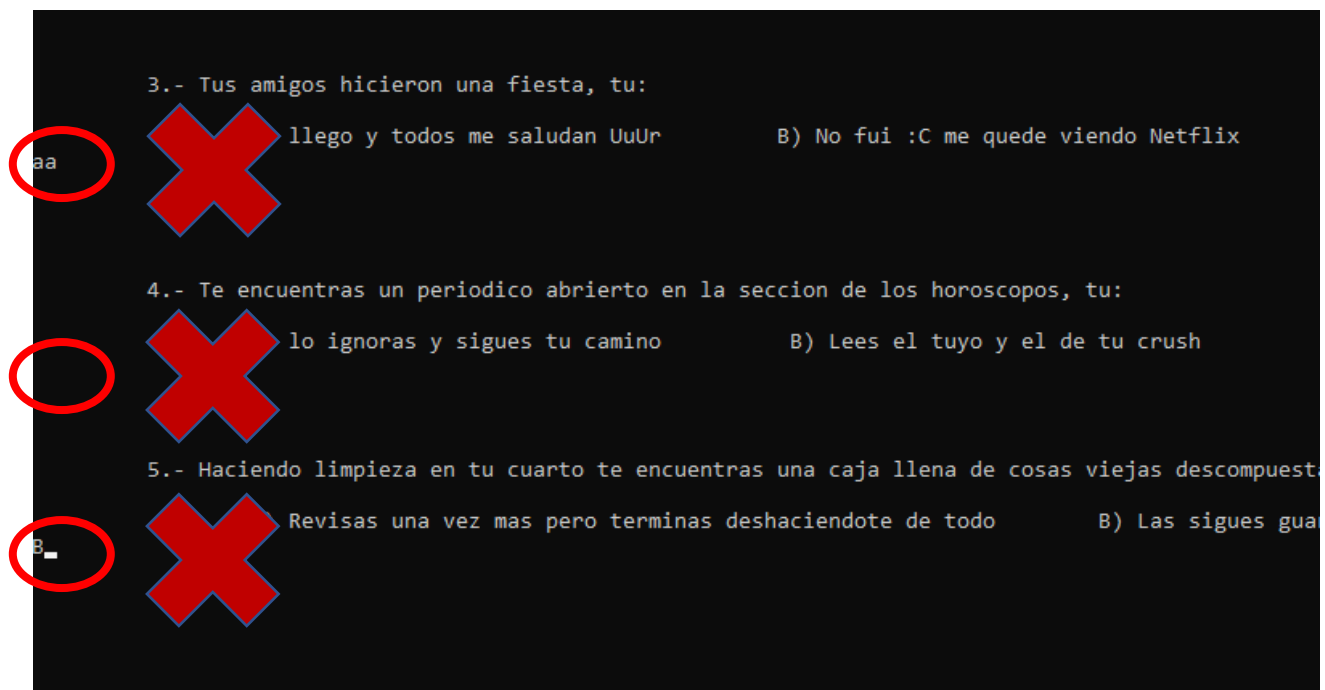 3.- Tus amigos hicieron una fiesta, tu:
llego y todos me saludan UuUr B) No fui :C me quede viendo Netflix
aa
4.- Te encuentras un periodico abrierto en la seccion de los horoscopos, tu:
lo ignoras y sigues tu camino B) Lees el tuyo y el de tu crush
5.- Haciendo limpieza en tu cuarto te encuentras una caja llena de cosas viejas
) Revisas una vez mas pero terminas deshaciendote de todo B) Las sigues
B